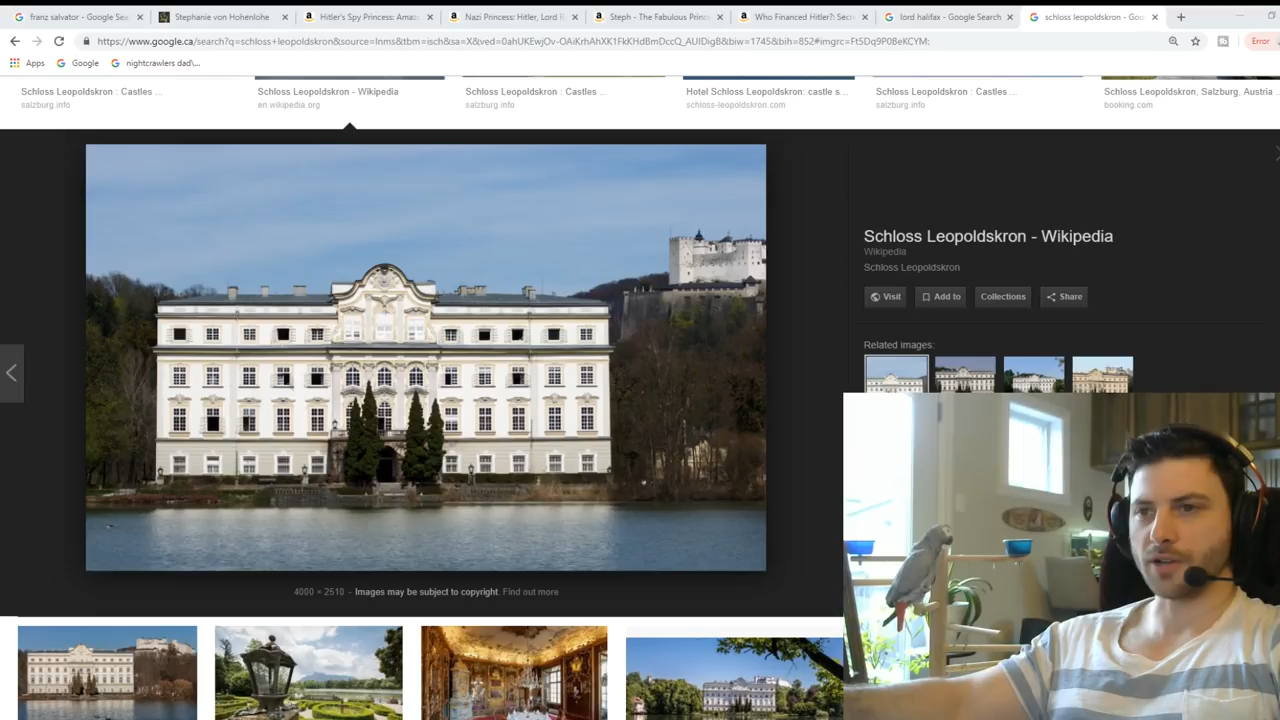 franz salvator - Google Sea
Stephanie von Hohenlohe
Hitler's Spy Princess: Amaz
Nazi Princess: Hitler, Lord R
Steph - The Fabulous Princ
Who Financed Hitler?: Secr
lord halifax - Google Search
schloss leopoldskron - Goo
https://www.google.ca/search?q=schloss+leopoldskron&source=lnms&tbm=isch&sa=X&ved=0ahUKEwjOv-OAiKrhAhXK1FkKHdBmDccQ_AUIDigB&biw=1745&bih=852#imgrc=Ft5Dq9P0BeKCYM:
Error
Apps
Google
nightcrawlers dad\...
Schloss Leopoldskron : Castles ...
salzburg.info
Schloss Leopoldskron - Wikipedia
en.wikipedia.org
Schloss Leopoldskron : Castles ...
salzburg.info
Hotel Schloss Leopoldskron: castle s...
schloss-leopoldskron.com
Schloss Leopoldskron : Castles ...
salzburg.info
Schloss Leopoldskron, Salzburg, Austria
booking.com
Schloss Leopoldskron - Wikipedia
Wikipedia
Schloss Leopoldskron
Visit
Add to
Collections
Share
Related images:
4000 × 2510 - Images may be subject to copyright. Find out more